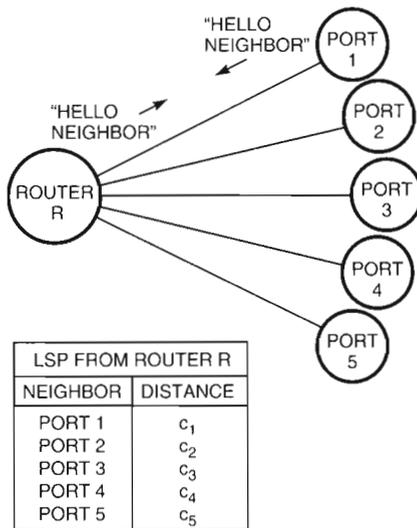 "HELLO
NEIGHBOR"
PORT
1
"HELLO
NEIGHBOR"
PORT
2
ROUTER
R
PORT
3
PORT
4
PORT
5
LSP FROM ROUTER R
NEIGHBOR DISTANCE
PORT 1 c₁
PORT 2 c₂
PORT 3 c₃
PORT 4 c₄
PORT 5 c₅